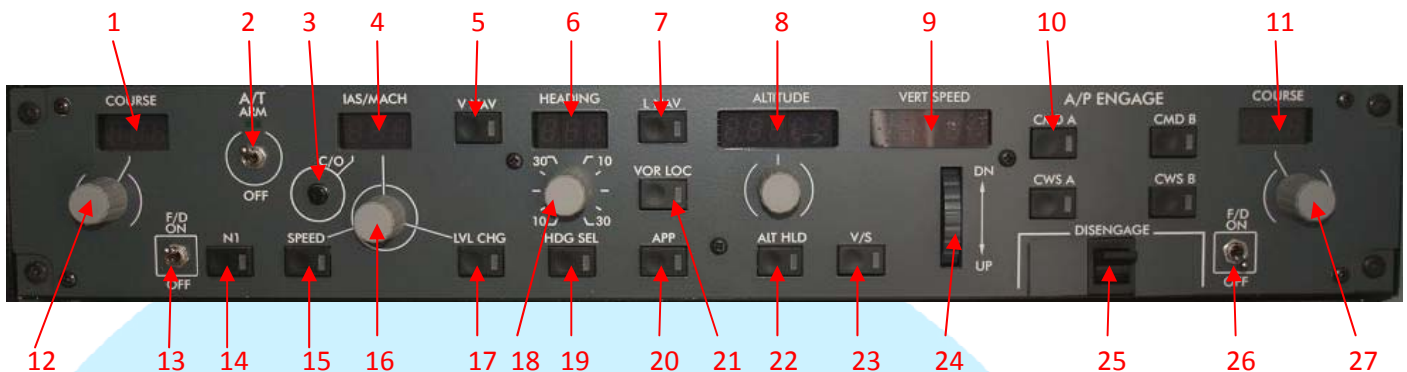 1 2 3 4 5 6 7 8 9 10 11
COURSE A/T ARM IAS/MACH V NAV HEADING L NAV ALTITUDE VERT SPEED A/P ENGAGE COURSE
CMD A CMD B
C/O 30 10 VOR LOC DN
OFF CWS A CWS B
10 30
F/D ON N1 SPEED LVL CHG HDG SEL APP ALT HLD V/S UP DISENGAGE F/D ON
OFF OFF
12 13 14 15 16 17 18 19 20 21 22 23 24 25 26 27